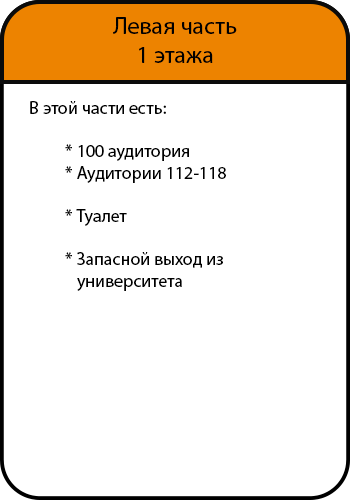 Левая часть
1 этажа
В этой части есть:
* 100 аудитория
* Аудитории 112-118
* Туалет
* Запасной выход из
университета